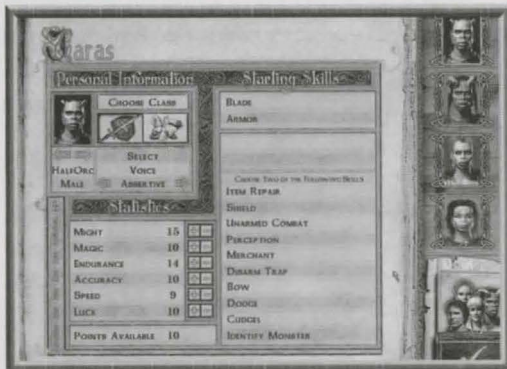 Taras
Personal Information
Choose Class
HalfOrc
Male
Select
Voice
Assertive
Statistics
Might 15
Magic 10
Endurance 14
Accuracy 10
Speed 9
Luck 10
Points Available 10
Starting Skills
Blade
Armor
Choose Two of the Following Skills
Item Repair
Shield
Unarmed Combat
Perception
Merchant
Disarm Trap
Bow
Dodge
Cudgel
Identify Monster